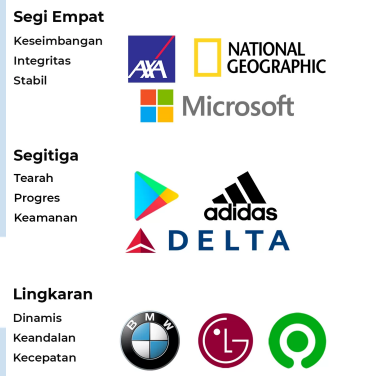 Segi Empat
Keseimbangan
Integritas
Stabil
AXA
NATIONAL
GEOGRAPHIC
Microsoft
Segitiga
Tearah
Progres
Keamanan
adidas
DELTA
Lingkaran
Dinamis
Keandalan
Kecepatan
BMW
LG